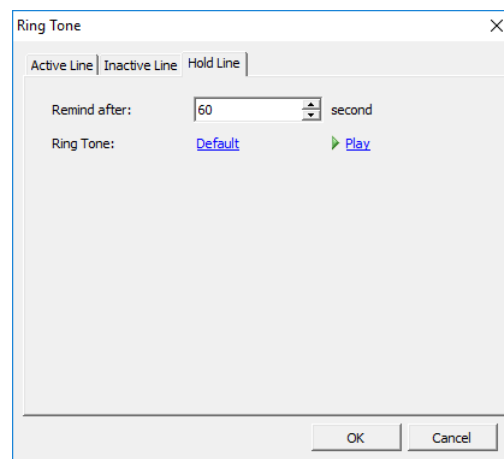 Ring Tone
Active Line Inactive Line Hold Line
Remind after: 60 second
Ring Tone: Default Play
OK Cancel